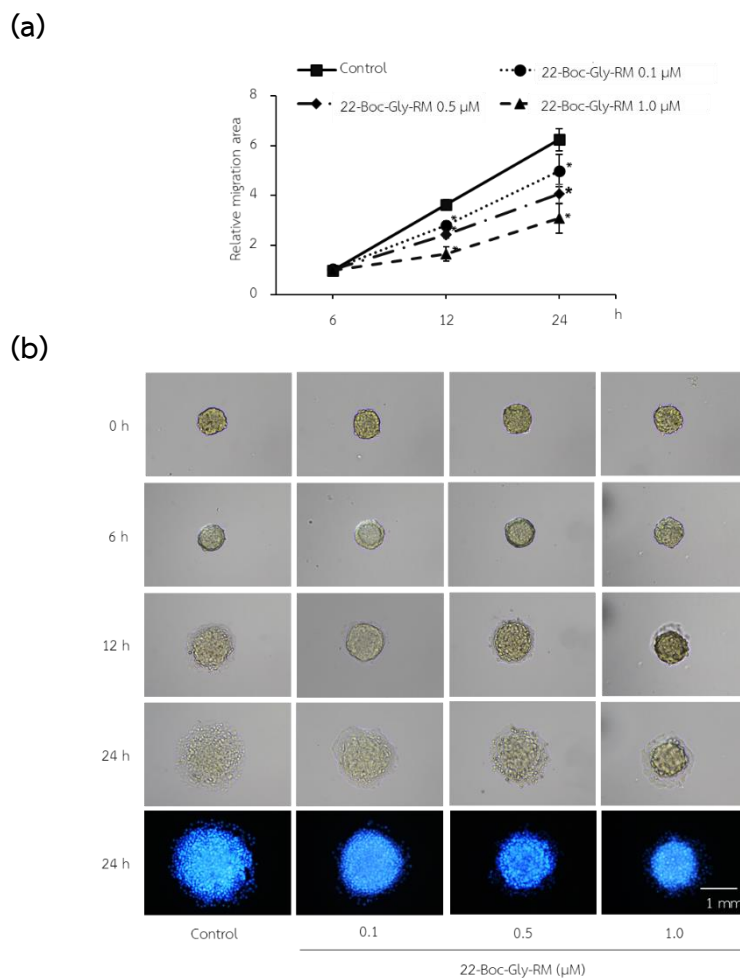 (a)
Control
22-Boc-Gly-RM 0.1 µM
22-Boc-Gly-RM 0.5 µM
22-Boc-Gly-RM 1.0 µM
Relative migration area
8
6
4
2
0
*
*
*
*
*
*
6 12 24 h
(b)
0 h
6 h
12 h
24 h
24 h
1 mm
Control 0.1 0.5 1.0
22-Boc-Gly-RM (µM)